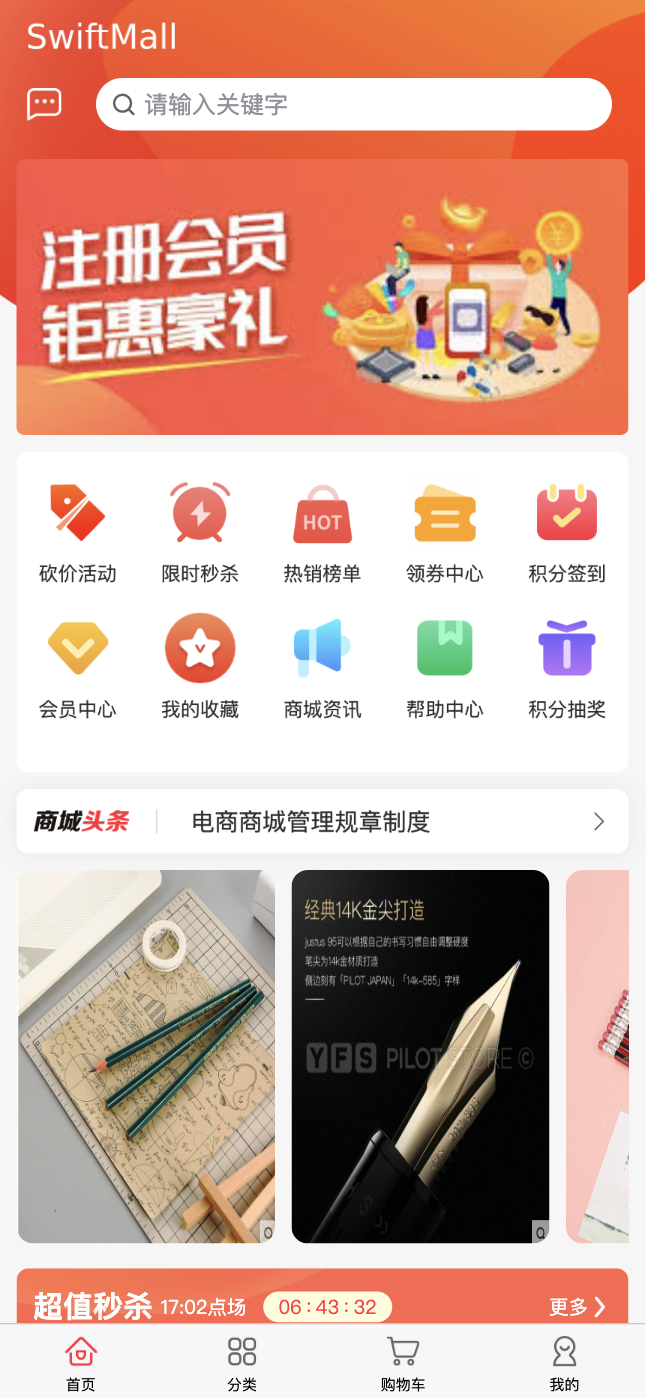 SwiftMall
请输入关键字
注册会员
钜惠豪礼
HOT
砍价活动 限时秒杀 热销榜单 领券中心 积分签到
会员中心 我的收藏 商城资讯 帮助中心 积分抽奖
商城头条 电商商城管理规章制度
经典14K金尖打造
justus 95可以根据自己的书写习惯自由调整硬度
笔尖为14k金材质打造
侧边刻有「PILOT JAPAN」「14k-585」字样
YFS PILOT STORE ©
超值秒杀 17:02点场 06 : 43 : 32 更多
首页 分类 购物车 我的